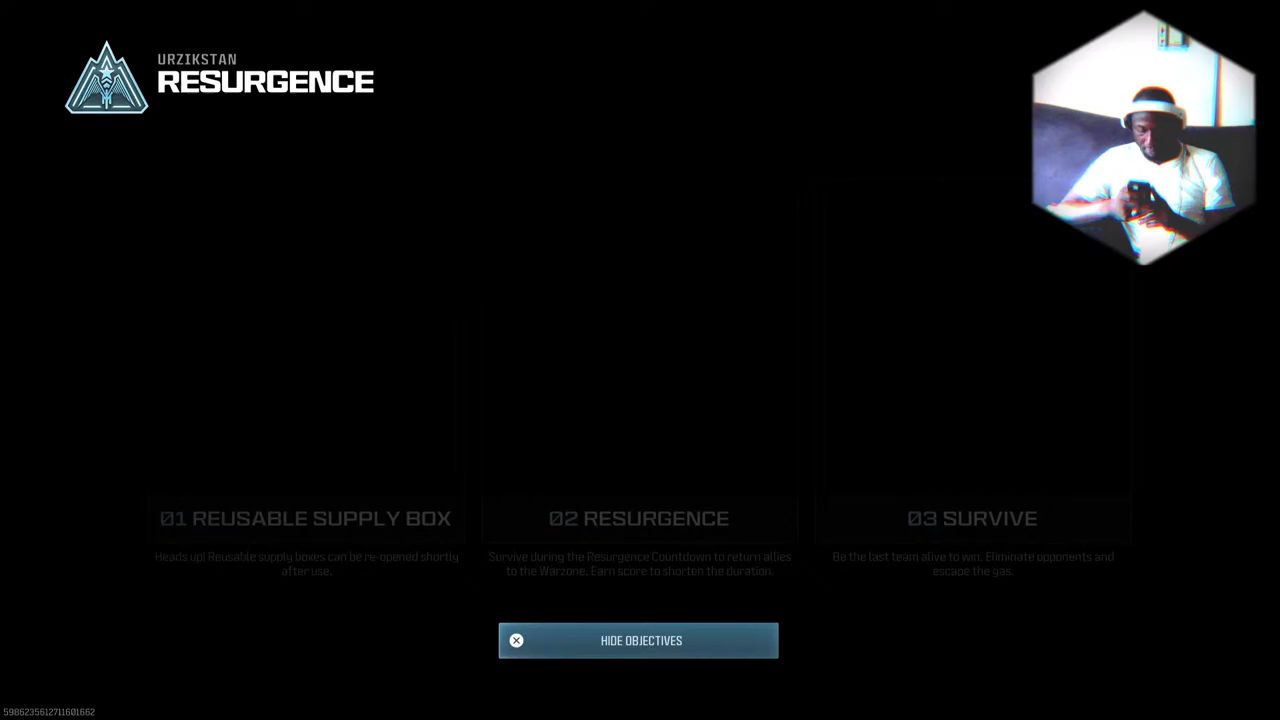 URZIKSTAN
RESURGENCE
01 REUSABLE SUPPLY BOX
Heads up! Reusable supply boxes can be re-opened shortly
after use.
02 RESURGENCE
Survive during the Resurgence Countdown to return allies
to the Warzone. Earn score to shorten the duration.
03 SURVIVE
Be the last team alive to win. Eliminate opponents and
escape the gas.
HIDE OBJECTIVES
5986235612711601662